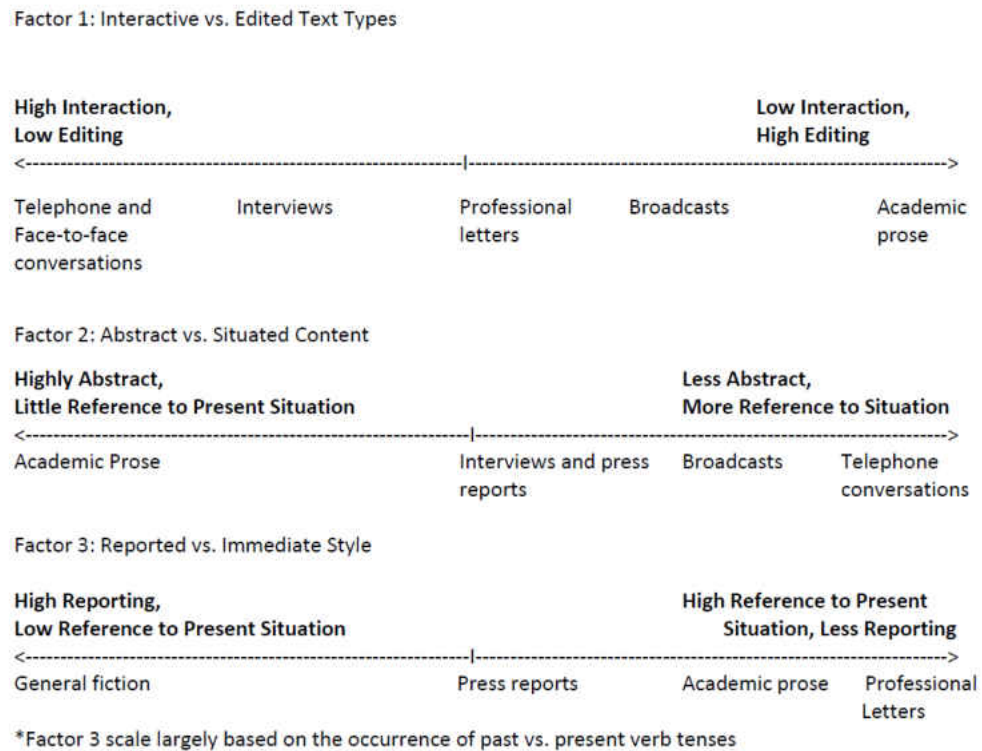 Factor 1: Interactive vs. Edited Text Types
High Interaction, Low Interaction,
Low Editing High Editing
<----------------------------------------------------------------|---------------------------------------------------------------------->
Telephone and Interviews Professional Broadcasts Academic
Face-to-face letters prose
conversations
Factor 2: Abstract vs. Situated Content
Highly Abstract, Less Abstract,
Little Reference to Present Situation More Reference to Situation
<-----------------------------------------------------------------|--------------------------------------------------------------------->
Academic Prose Interviews and press Broadcasts Telephone
reports conversations
Factor 3: Reported vs. Immediate Style
High Reporting, High Reference to Present
Low Reference to Present Situation Situation, Less Reporting
<-----------------------------------------------------------------|--------------------------------------------------------------------->
General fiction Press reports Academic prose Professional
Letters
*Factor 3 scale largely based on the occurrence of past vs. present verb tenses